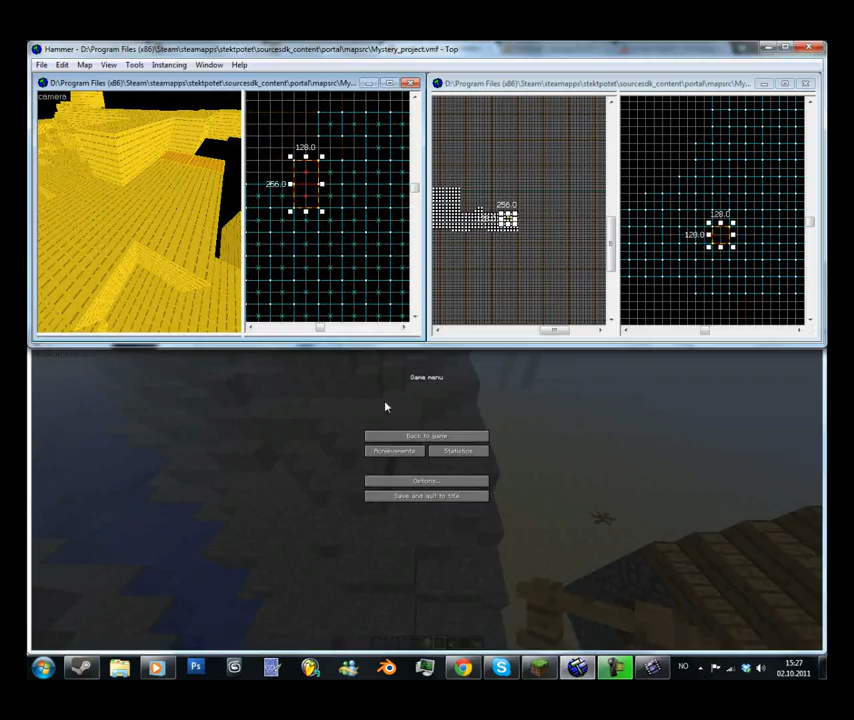 Hammer - D:\Program Files (x86)\Steam\steamapps\stektpotet\sourcesdk_content\portal\mapsrc\Mystery_project.vmf - Top
File Edit Map View Tools Instancing Window Help
D:\Program Files (x86)\Steam\steamapps\stektpotet\sourcesdk_content\portal\mapsrc\My...
D:\Program Files (x86)\Steam\steamapps\stektpotet\sourcesdk_content\portal\mapsrc\My...
camera
128.0
256.0
256.0
128.0
128.0
Game menu
Back to game
Achievements
Statistics
Options...
Save and quit to title
Ps
NO
15:27
02.10.2011